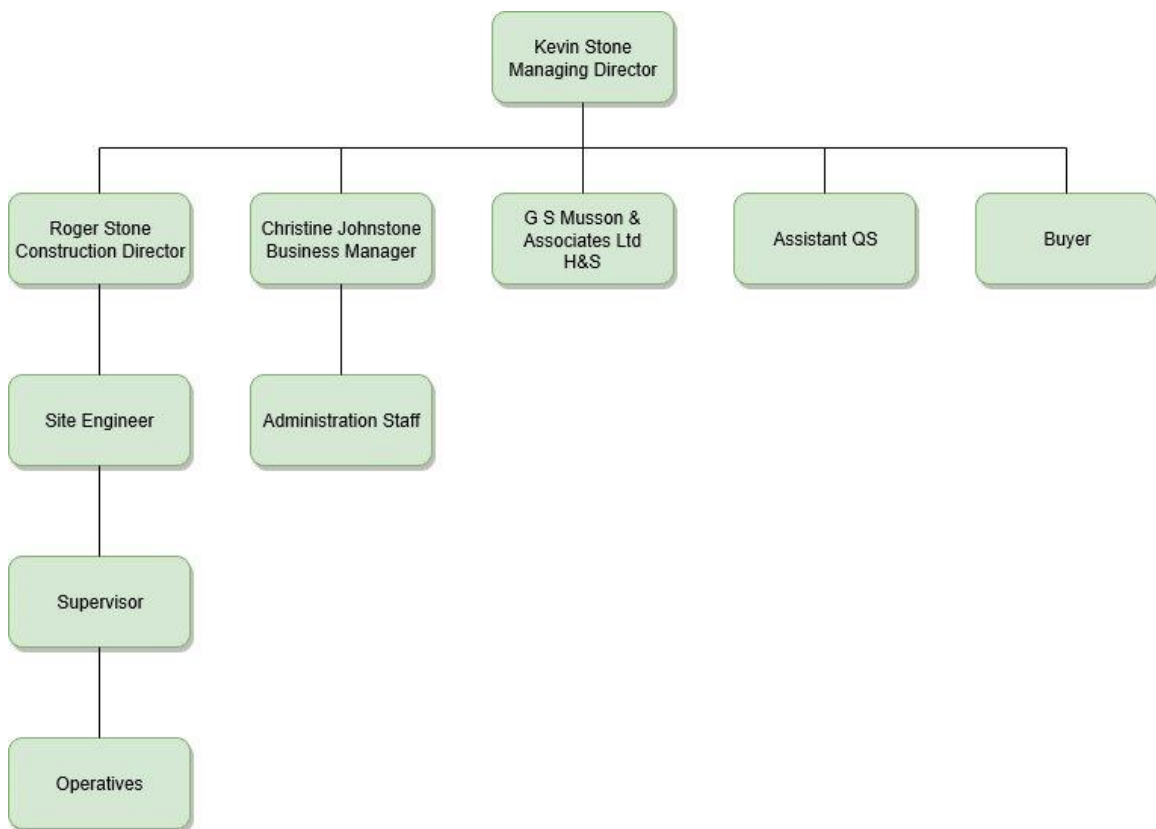 Kevin Stone
Managing Director
Roger Stone
Construction Director
Christine Johnstone
Business Manager
G S Musson &
Associates Ltd
H&S
Assistant QS
Buyer
Site Engineer
Administration Staff
Supervisor
Operatives